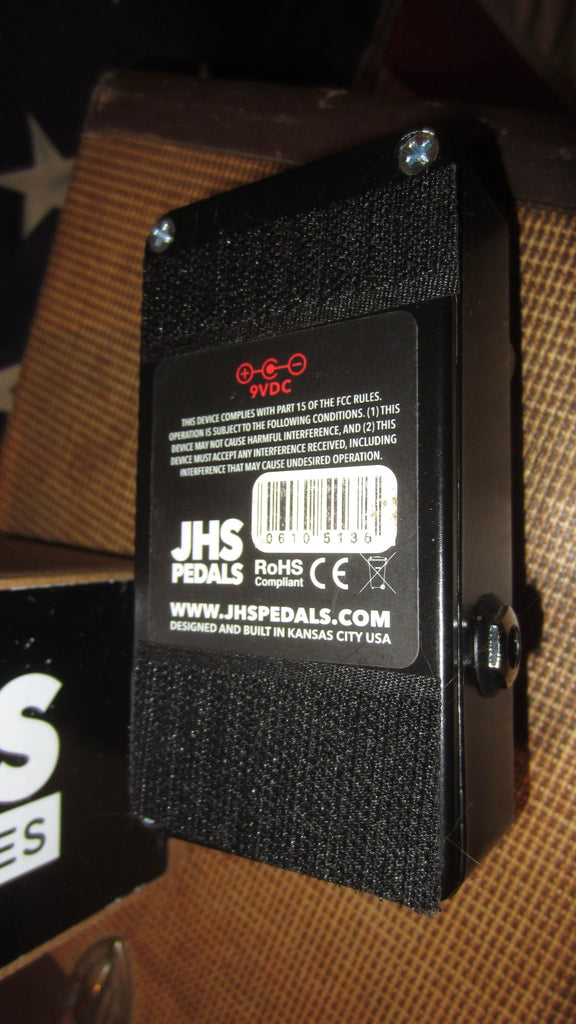 9VDC
THIS DEVICE COMPLIES WITH PART 15 OF THE FCC RULES.
OPERATION IS SUBJECT TO THE FOLLOWING CONDITIONS. (1) THIS
DEVICE MAY NOT CAUSE HARMFUL INTERFERENCE, AND (2) THIS
DEVICE MUST ACCEPT ANY INTERFERENCE RECEIVED, INCLUDING
INTERFERENCE THAT MAY CAUSE UNDESIRED OPERATION.
06105136
JHS
PEDALS
RoHS
Compliant
CE
WWW.JHSPEDALS.COM
DESIGNED AND BUILT IN KANSAS CITY USA
S
ES